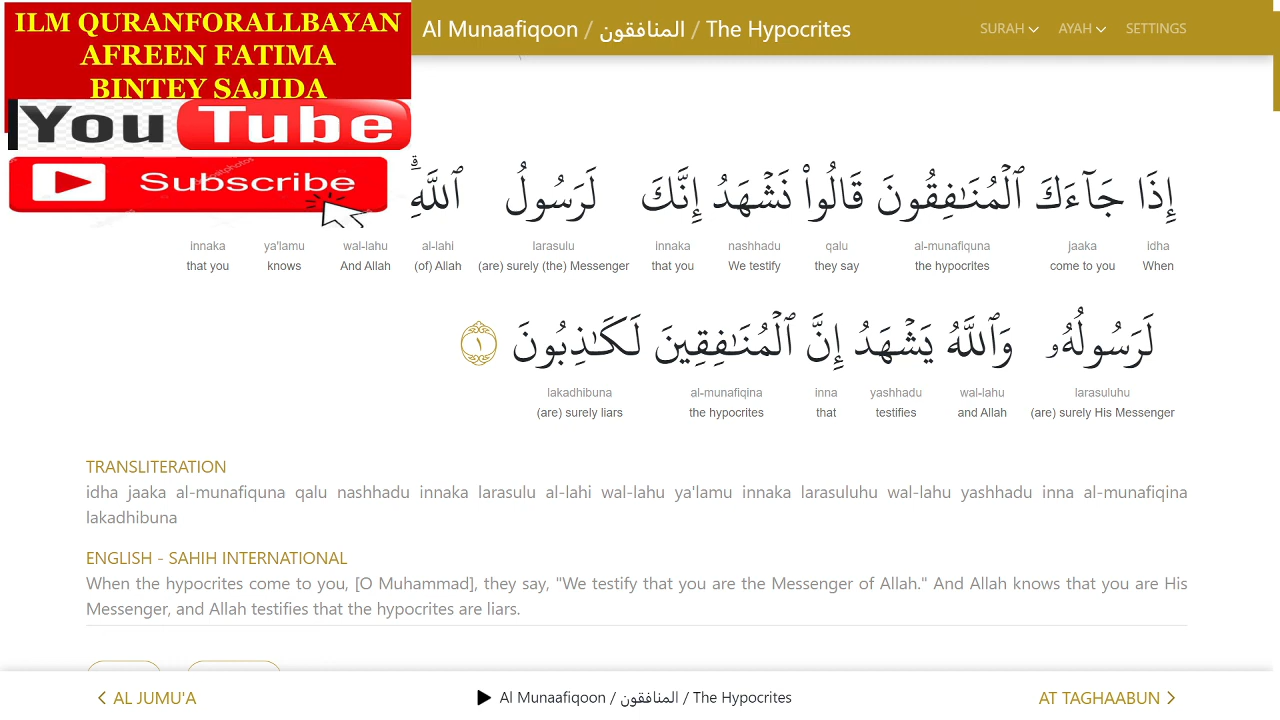 ILM QURANFORALLBAYAN
AFREEN FATIMA
BINTEY SAJIDA
You Tube
Subscribe
Al Munaafiqoon / المنافقون / The Hypocrites
SURAH AYAH SETTINGS
إِذَا جَآءَكَ ٱلْمُنَـٰفِقُونَ قَالُوا۟ نَشْهَدُ إِنَّكَ لَرَسُولُ ٱللَّهِ ۗ
innaka ya'lamu wal-lahu al-lahi larasulu innaka nashhadu qalu al-munafiquna jaaka idha
that you knows And Allah (of) Allah (are) surely (the) Messenger that you We testify they say the hypocrites come to you When
لَرَسُولُهُۥ وَٱللَّهُ يَشْهَدُ إِنَّ ٱلْمُنَـٰفِقِينَ لَكَـٰذِبُونَ ١
lakadhibuna al-munafiqina inna yashhadu wal-lahu larasuluhu
(are) surely liars the hypocrites that testifies and Allah (are) surely His Messenger
TRANSLITERATION
idha jaaka al-munafiquna qalu nashhadu innaka larasulu al-lahi wal-lahu ya'lamu innaka larasuluhu wal-lahu yashhadu inna al-munafiqina
lakadhibuna
ENGLISH - SAHIH INTERNATIONAL
When the hypocrites come to you, [O Muhammad], they say, "We testify that you are the Messenger of Allah." And Allah knows that you are His
Messenger, and Allah testifies that the hypocrites are liars.
AL JUMU'A
Al Munaafiqoon / المنافقون / The Hypocrites
AT TAGHAABUN